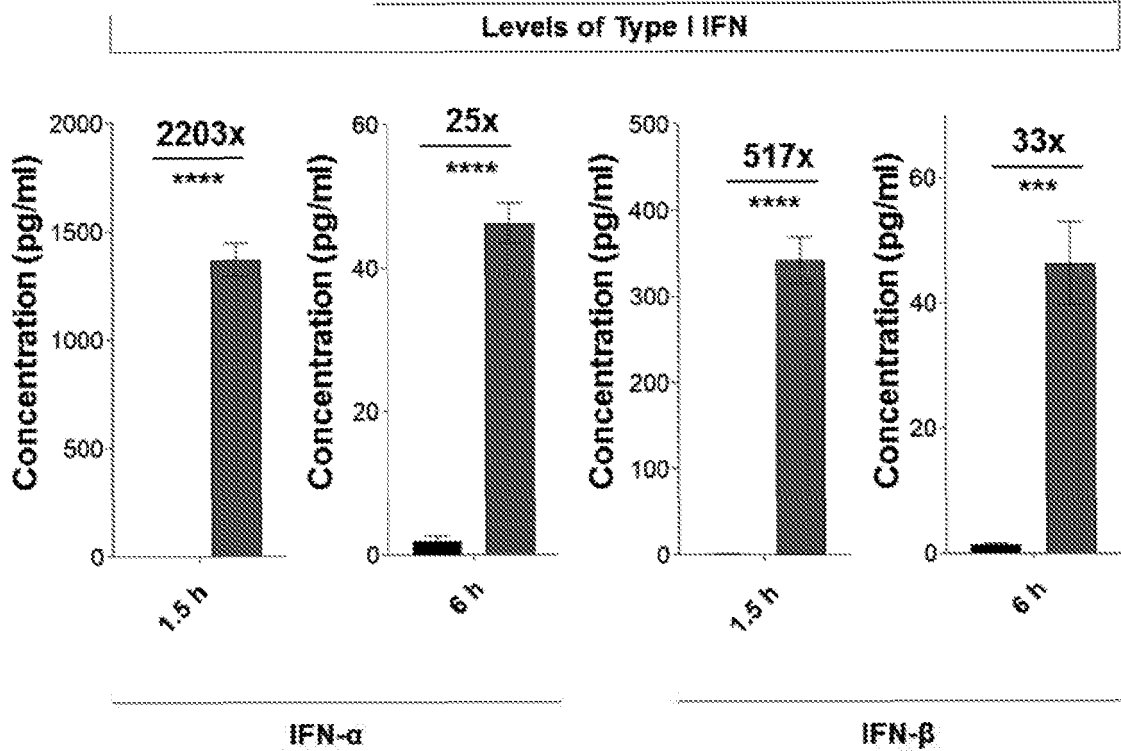 Levels of Type I IFN
Concentration (pg/ml)
2000
1500
1000
500
0
2203x
****
1.5 h
Concentration (pg/ml)
60
40
20
0
25x
****
6 h
IFN-α
Concentration (pg/ml)
500
400
300
200
100
0
517x
****
1.5 h
Concentration (pg/ml)
60
40
20
0
33x
***
6 h
IFN-β